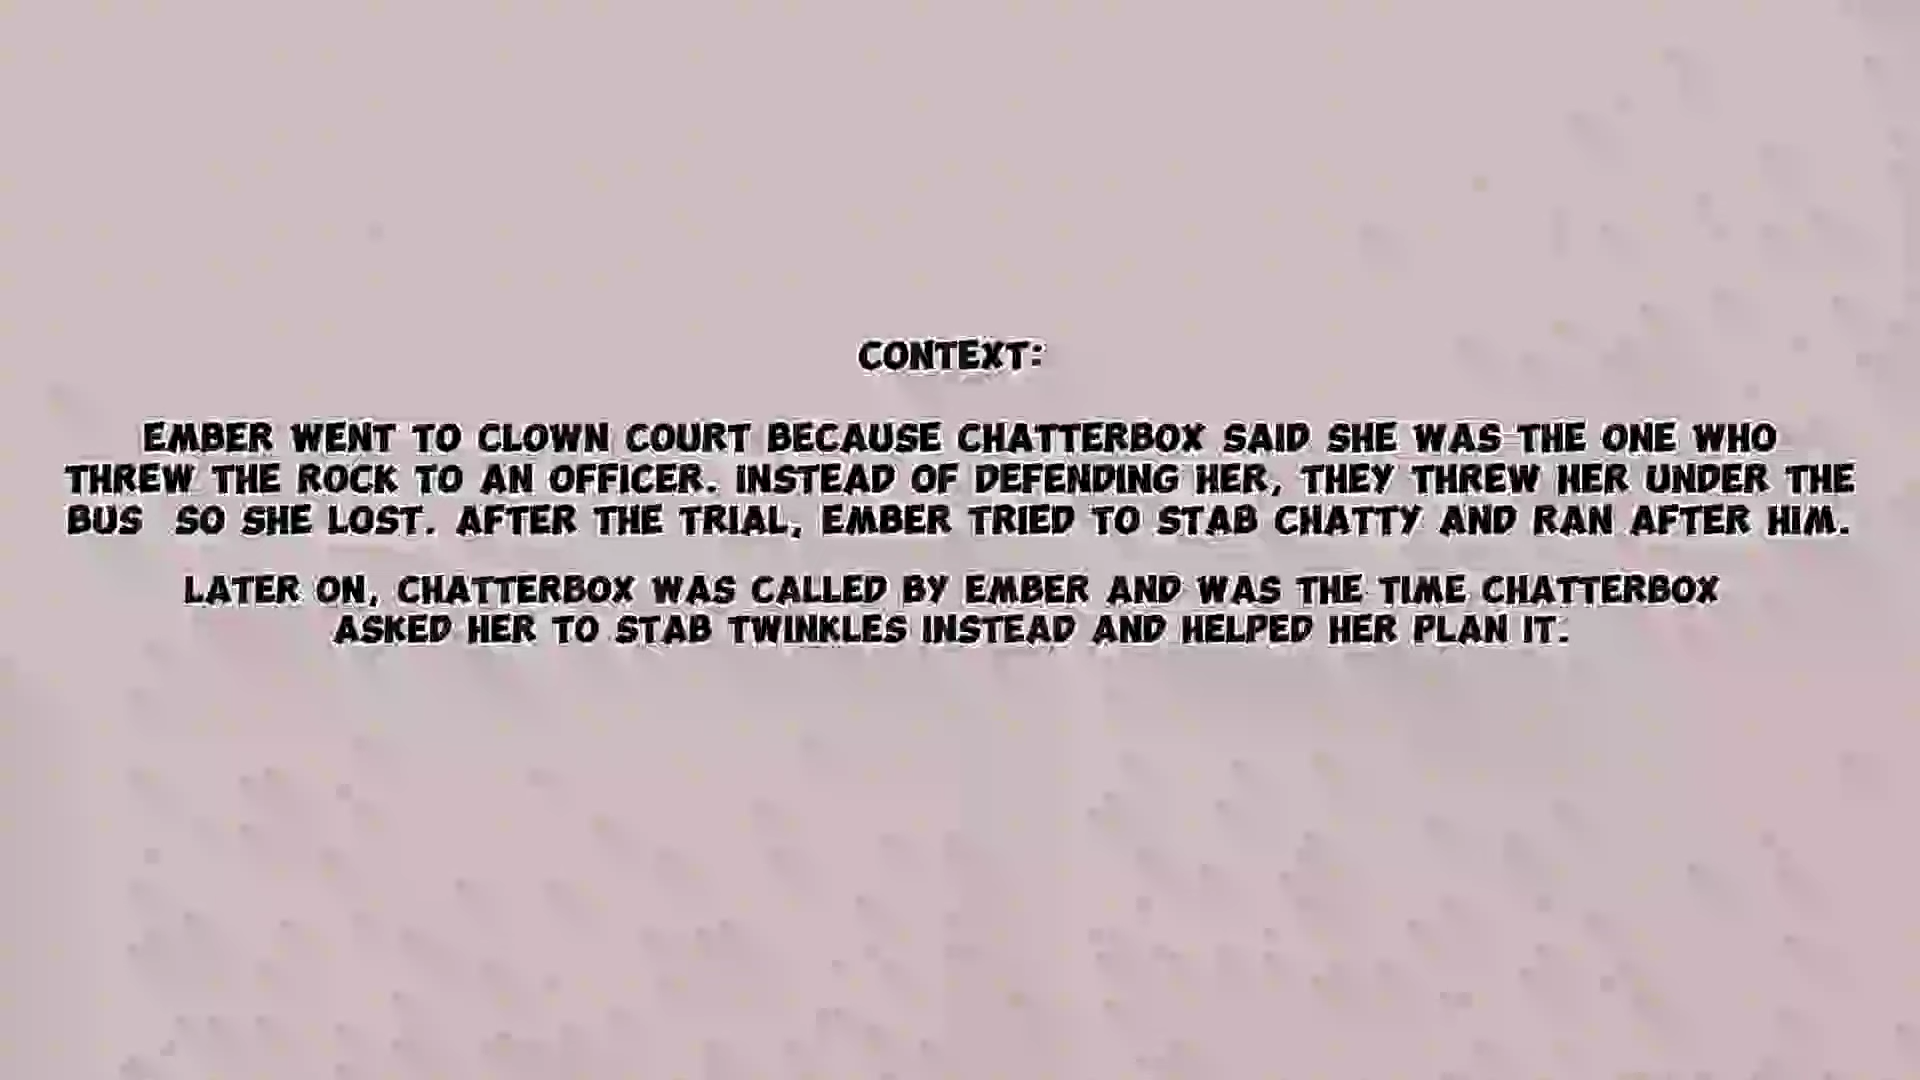 CONTEXT:
EMBER WENT TO CLOWN COURT BECAUSE CHATTERBOX SAID SHE WAS THE ONE WHO
THREW THE ROCK TO AN OFFICER. INSTEAD OF DEFENDING HER, THEY THREW HER UNDER THE
BUS SO SHE LOST. AFTER THE TRIAL, EMBER TRIED TO STAB CHATTY AND RAN AFTER HIM.
LATER ON, CHATTERBOX WAS CALLED BY EMBER AND WAS THE TIME CHATTERBOX
ASKED HER TO STAB TWINKLES INSTEAD AND HELPED HER PLAN IT.